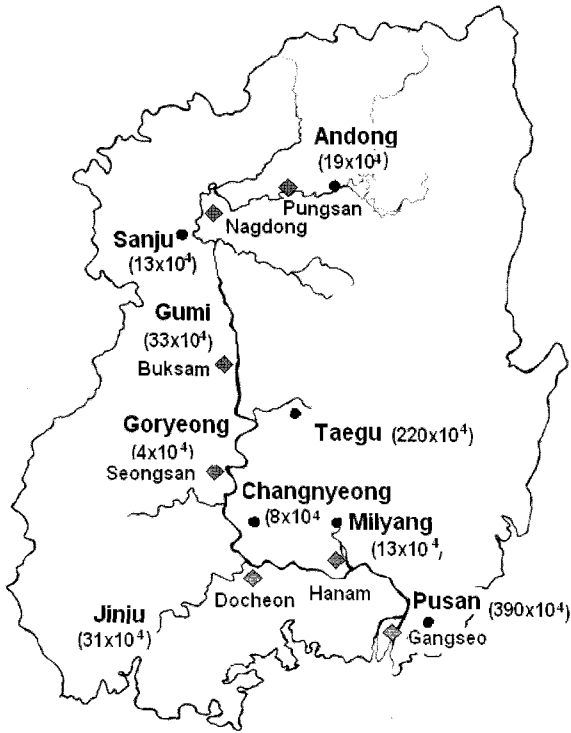 Andong
(19x10⁴)
Pungsan
Nagdong
Sanju
(13x10⁴)
Gumi
(33x10⁴)
Buksam
Goryeong
(4x10⁴)
Seongsan
Taegu (220x10⁴)
Changnyeong
(8x10⁴
Milyang
(13x10⁴,
Docheon
Hanam
Jinju
(31x10⁴)
Pusan (390x10⁴)
Gangseo